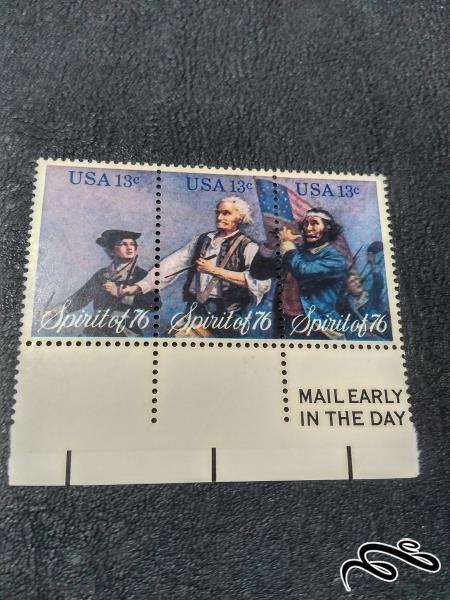 USA 13c USA 13c USA 13c
Spirit of 76 Spirit of 76 Spirit of 76
MAIL EARLY
IN THE DAY